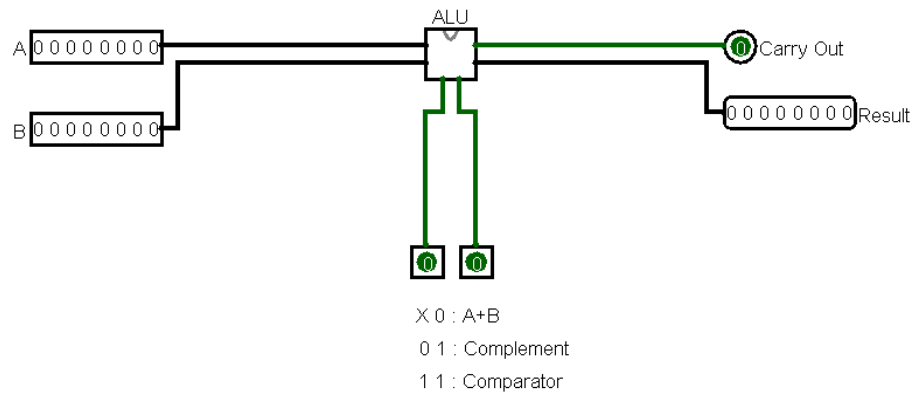 ALU
A 0 0 0 0 0 0 0 0
0 Carry Out
B 0 0 0 0 0 0 0 0
0 0 0 0 0 0 0 0 Result
0 0
X 0 : A+B
0 1 : Complement
1 1 : Comparator